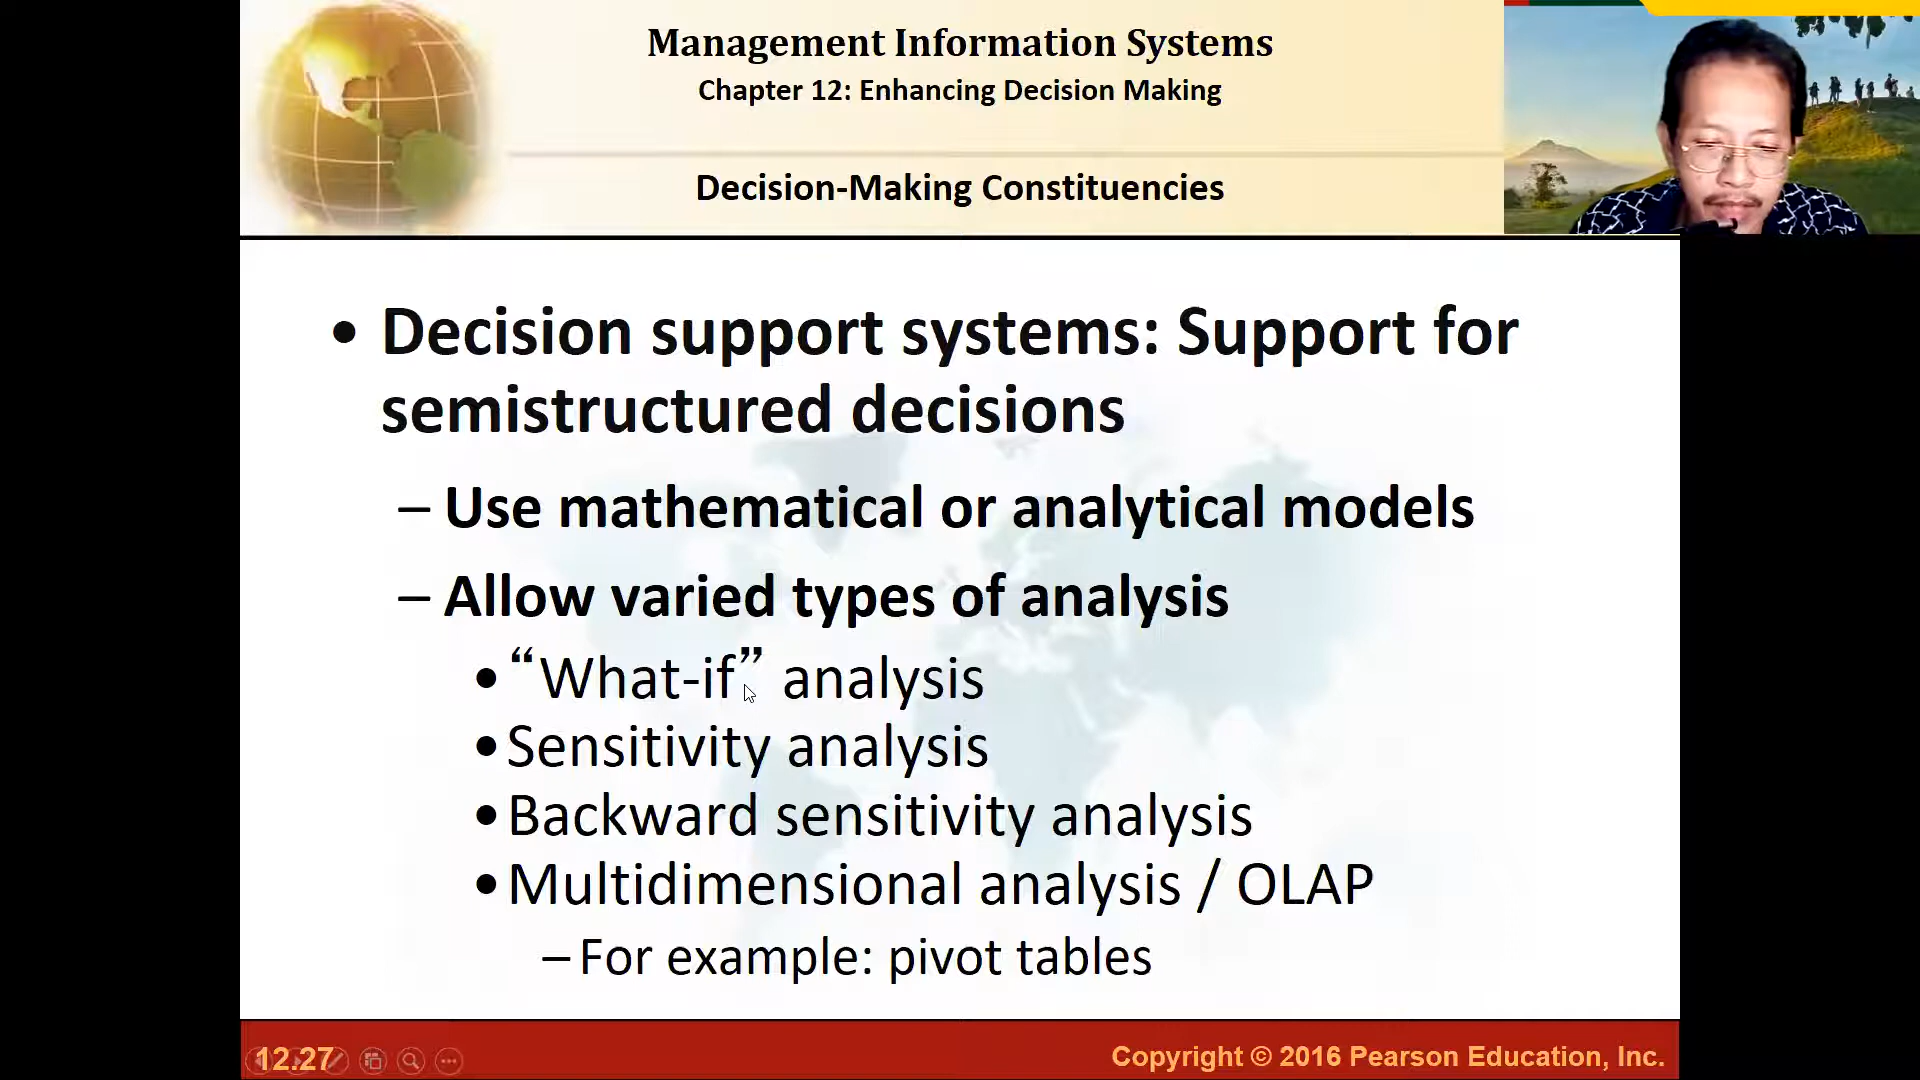 Management Information Systems
Chapter 12: Enhancing Decision Making
Decision-Making Constituencies
• Decision support systems: Support for
semistructured decisions
– Use mathematical or analytical models
– Allow varied types of analysis
• “What-if” analysis
• Sensitivity analysis
• Backward sensitivity analysis
• Multidimensional analysis / OLAP
– For example: pivot tables
12.27
Copyright © 2016 Pearson Education, Inc.